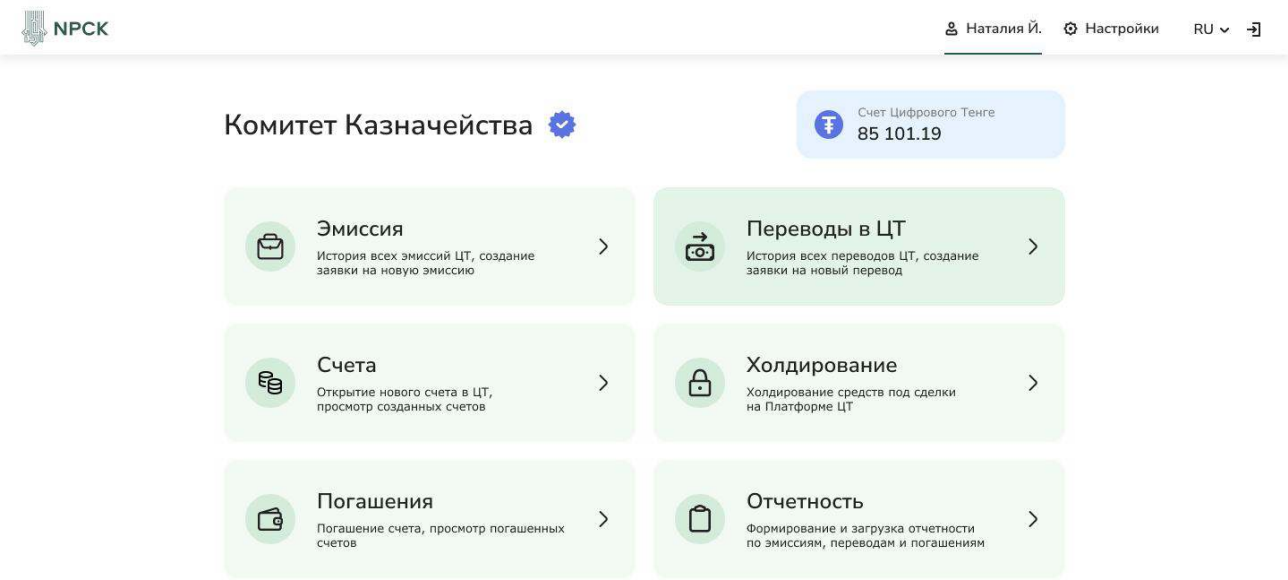 NPCK
Наталия Й.
Настройки
RU
Комитет Казначейства
Счет Цифрового Тенге
85 101.19
Эмиссия
История всех эмиссий ЦТ, создание
заявки на новую эмиссию
Переводы в ЦТ
История всех переводов ЦТ, создание
заявки на новый перевод
Счета
Открытие нового счета в ЦТ,
просмотр созданных счетов
Холдирование
Холдирование средств под сделки
на Платформе ЦТ
Погашения
Погашение счета, просмотр погашенных
счетов
Отчетность
Формирование и загрузка отчетности
по эмиссиям, переводам и погашениям